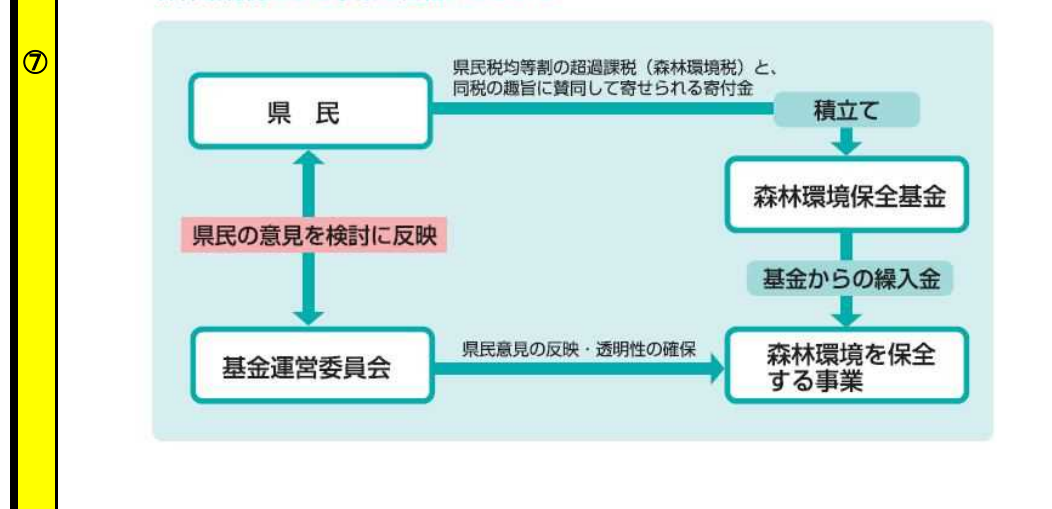 ⑦
県民税均等割の超過課税（森林環境税）と、
同税の趣旨に賛同して寄せられる寄付金
県　民
積立て
森林環境保全基金
県民の意見を検討に反映
基金からの繰入金
基金運営委員会
県民意見の反映・透明性の確保
森林環境を保全
する事業